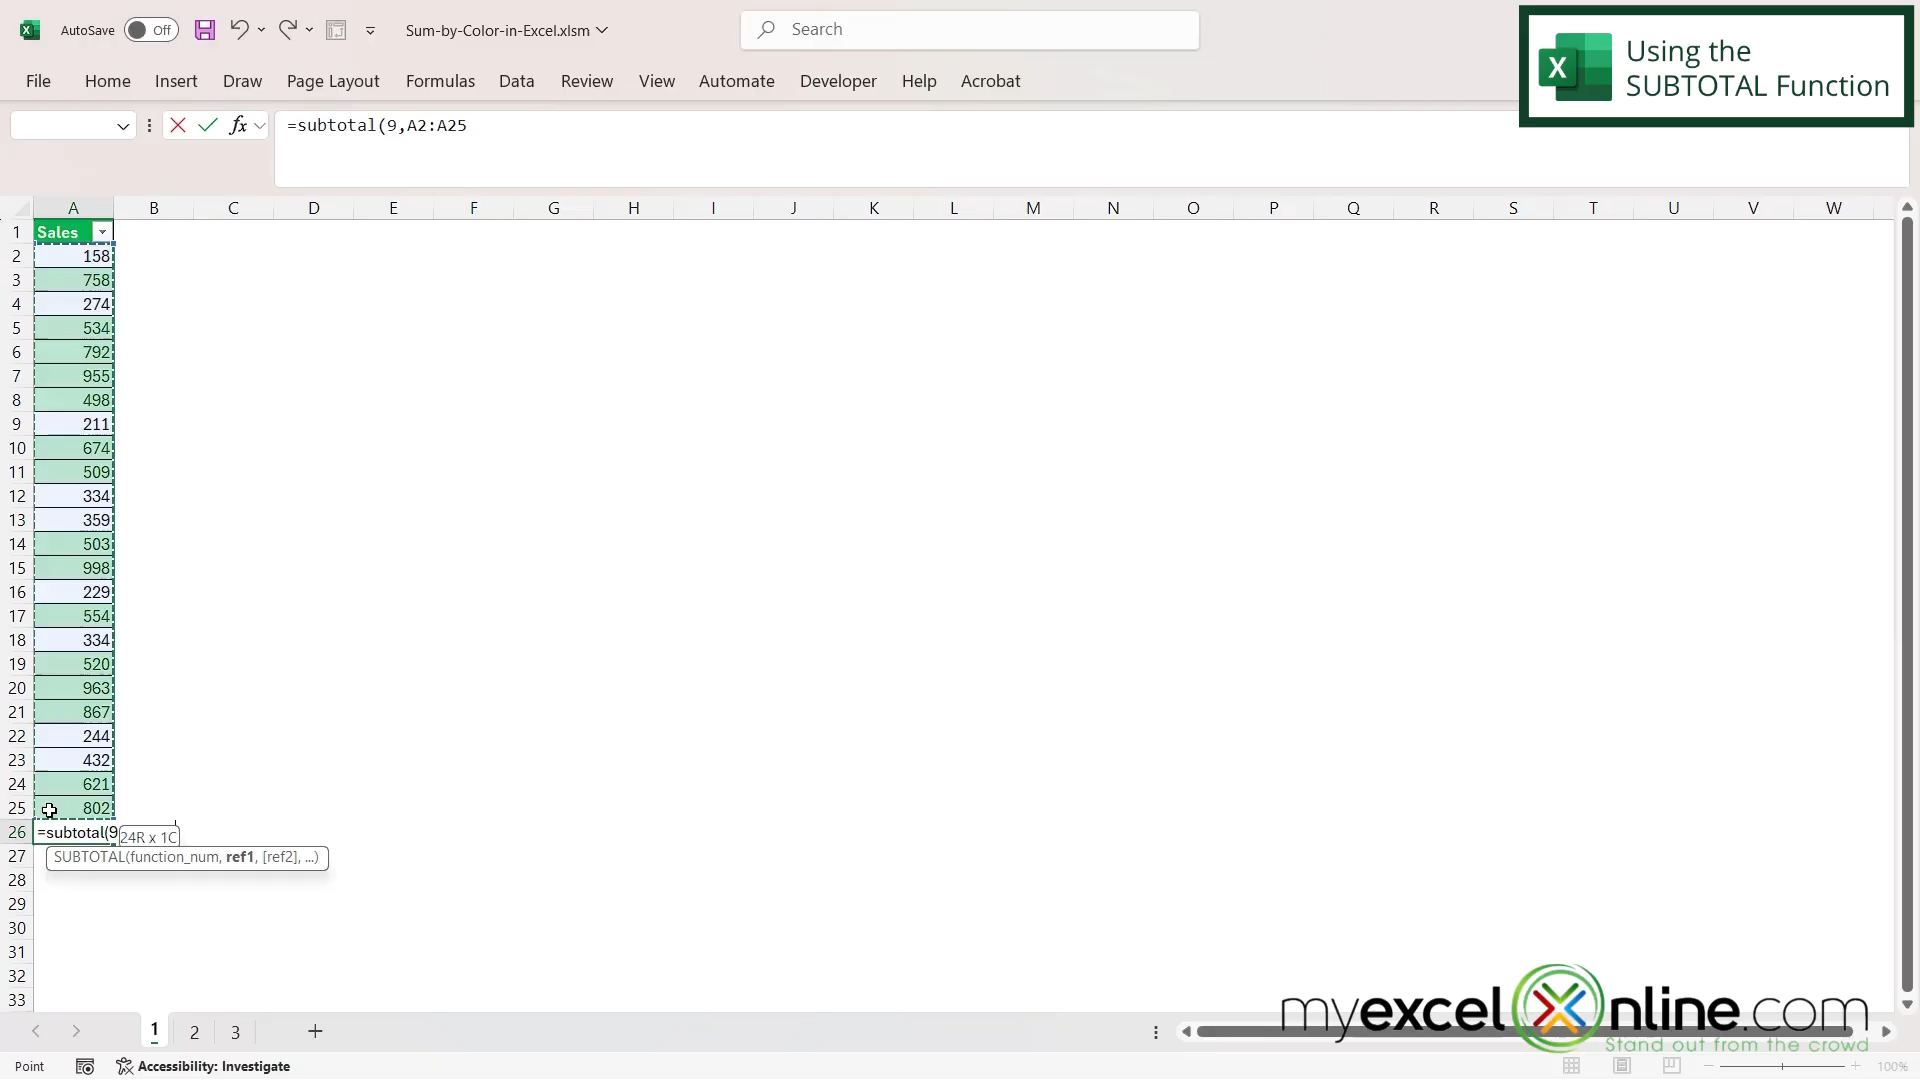 AutoSave Off Sum-by-Color-in-Excel.xlsm Search
X Using the
SUBTOTAL Function
File Home Insert Draw Page Layout Formulas Data Review View Automate Developer Help Acrobat
fx =subtotal(9,A2:A25
A B C D E F G H I J K L M N O P Q R S T U V W
1 Sales
2 158
3 758
4 274
5 534
6 792
7 955
8 498
9 211
10 674
11 509
12 334
13 359
14 503
15 998
16 229
17 554
18 334
19 520
20 963
21 867
22 244
23 432
24 621
25 802
26 =subtotal(9 24R x 1C
27 SUBTOTAL(function_num, ref1, [ref2], ...)
28
29
30
31
32
33
myexcelOnline.com
Stand out from the crowd
1 2 3
Point Accessibility: Investigate 100%